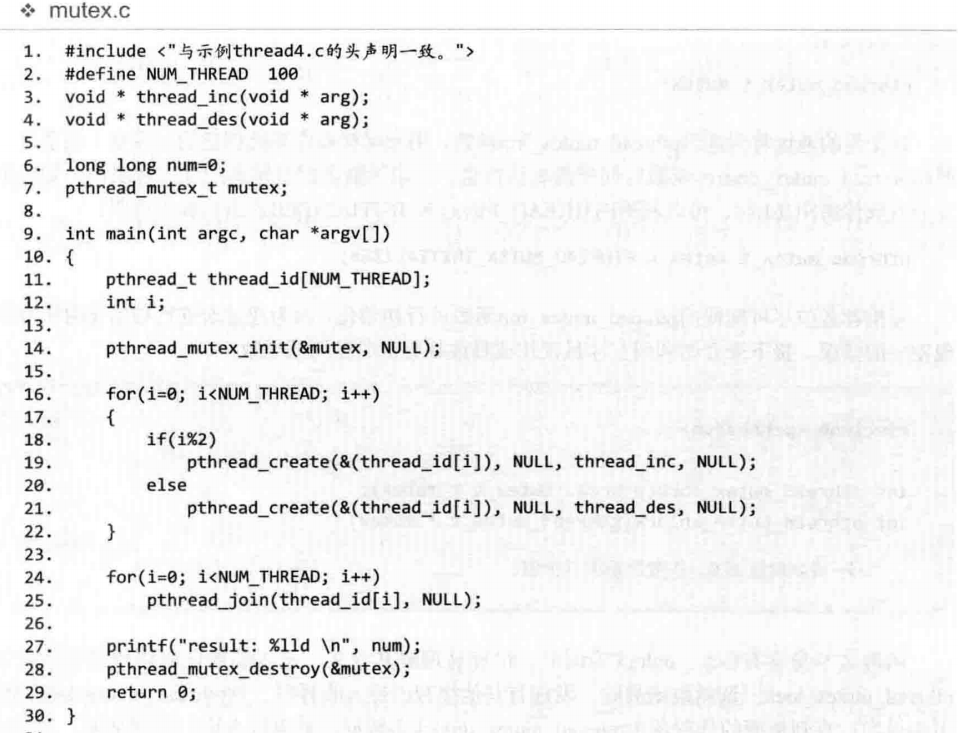 ❖ mutex.c
1. #include <"与示例thread4.c的头声明一致。">
2. #define NUM_THREAD 100
3. void * thread_inc(void * arg);
4. void * thread_des(void * arg);
5.
6. long long num=0;
7. pthread_mutex_t mutex;
8.
9. int main(int argc, char *argv[])
10. {
11. pthread_t thread_id[NUM_THREAD];
12. int i;
13.
14. pthread_mutex_init(&mutex, NULL);
15.
16. for(i=0; i<NUM_THREAD; i++)
17. {
18. if(i%2)
19. pthread_create(&(thread_id[i]), NULL, thread_inc, NULL);
20. else
21. pthread_create(&(thread_id[i]), NULL, thread_des, NULL);
22. }
23.
24. for(i=0; i<NUM_THREAD; i++)
25. pthread_join(thread_id[i], NULL);
26.
27. printf("result: %lld \n", num);
28. pthread_mutex_destroy(&mutex);
29. return 0;
30. }